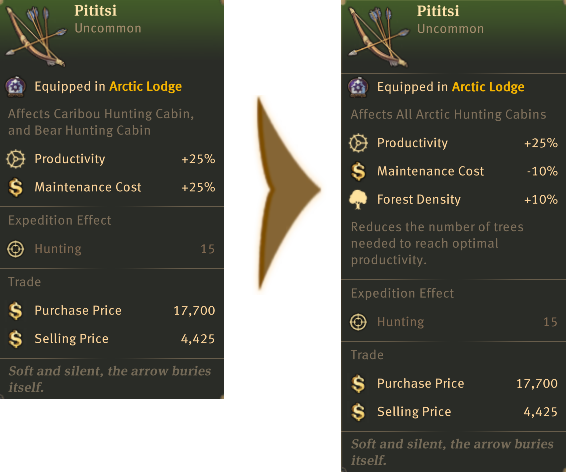 Pititsi
Uncommon
Equipped in Arctic Lodge
Affects Caribou Hunting Cabin,
and Bear Hunting Cabin
Productivity +25%
Maintenance Cost +25%
Expedition Effect
Hunting 15
Trade
Purchase Price 17,700
Selling Price 4,425
Soft and silent, the arrow buries
itself.
Pititsi
Uncommon
Equipped in Arctic Lodge
Affects All Arctic Hunting Cabins
Productivity +25%
Maintenance Cost -10%
Forest Density +10%
Reduces the number of trees
needed to reach optimal
productivity.
Expedition Effect
Hunting 15
Trade
Purchase Price 17,700
Selling Price 4,425
Soft and silent, the arrow buries
itself.